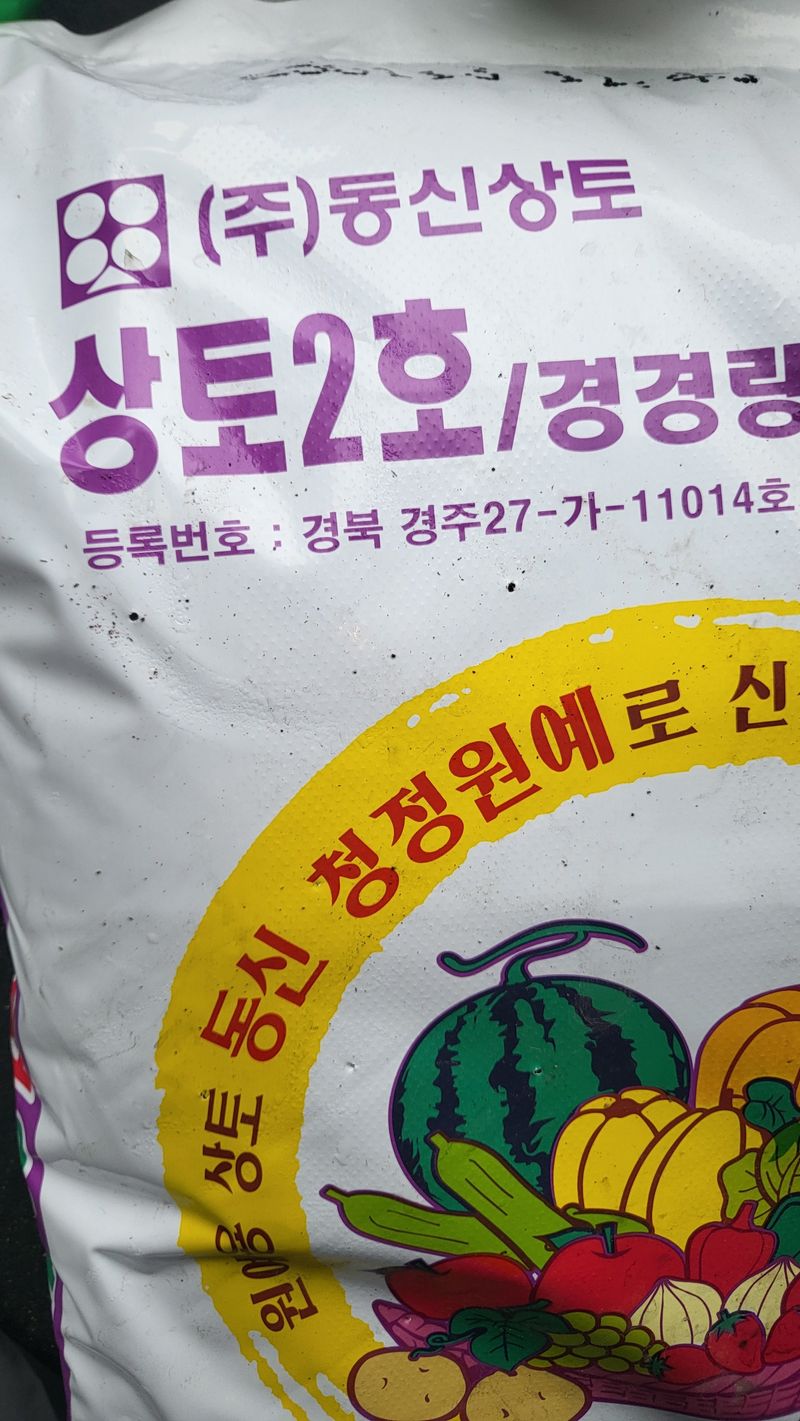 (주)동신상토
상토2호/경경량
등록번호 : 경북 경주27-가-11014호
원예용 상토 동신 청정원예로